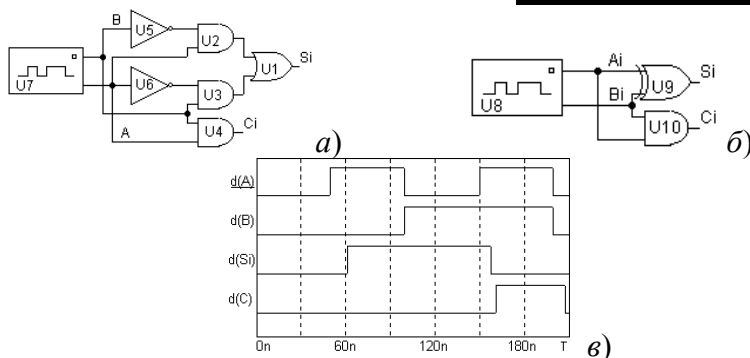 B U5 U2 U1 Si
U7 U6 U3
A U4 Ci
а)
Ai Si
U8 Bi U9
U10 Ci
б)
d(A)
d(B)
d(Si)
d(C)
0n 60n 120n 180n T
в)